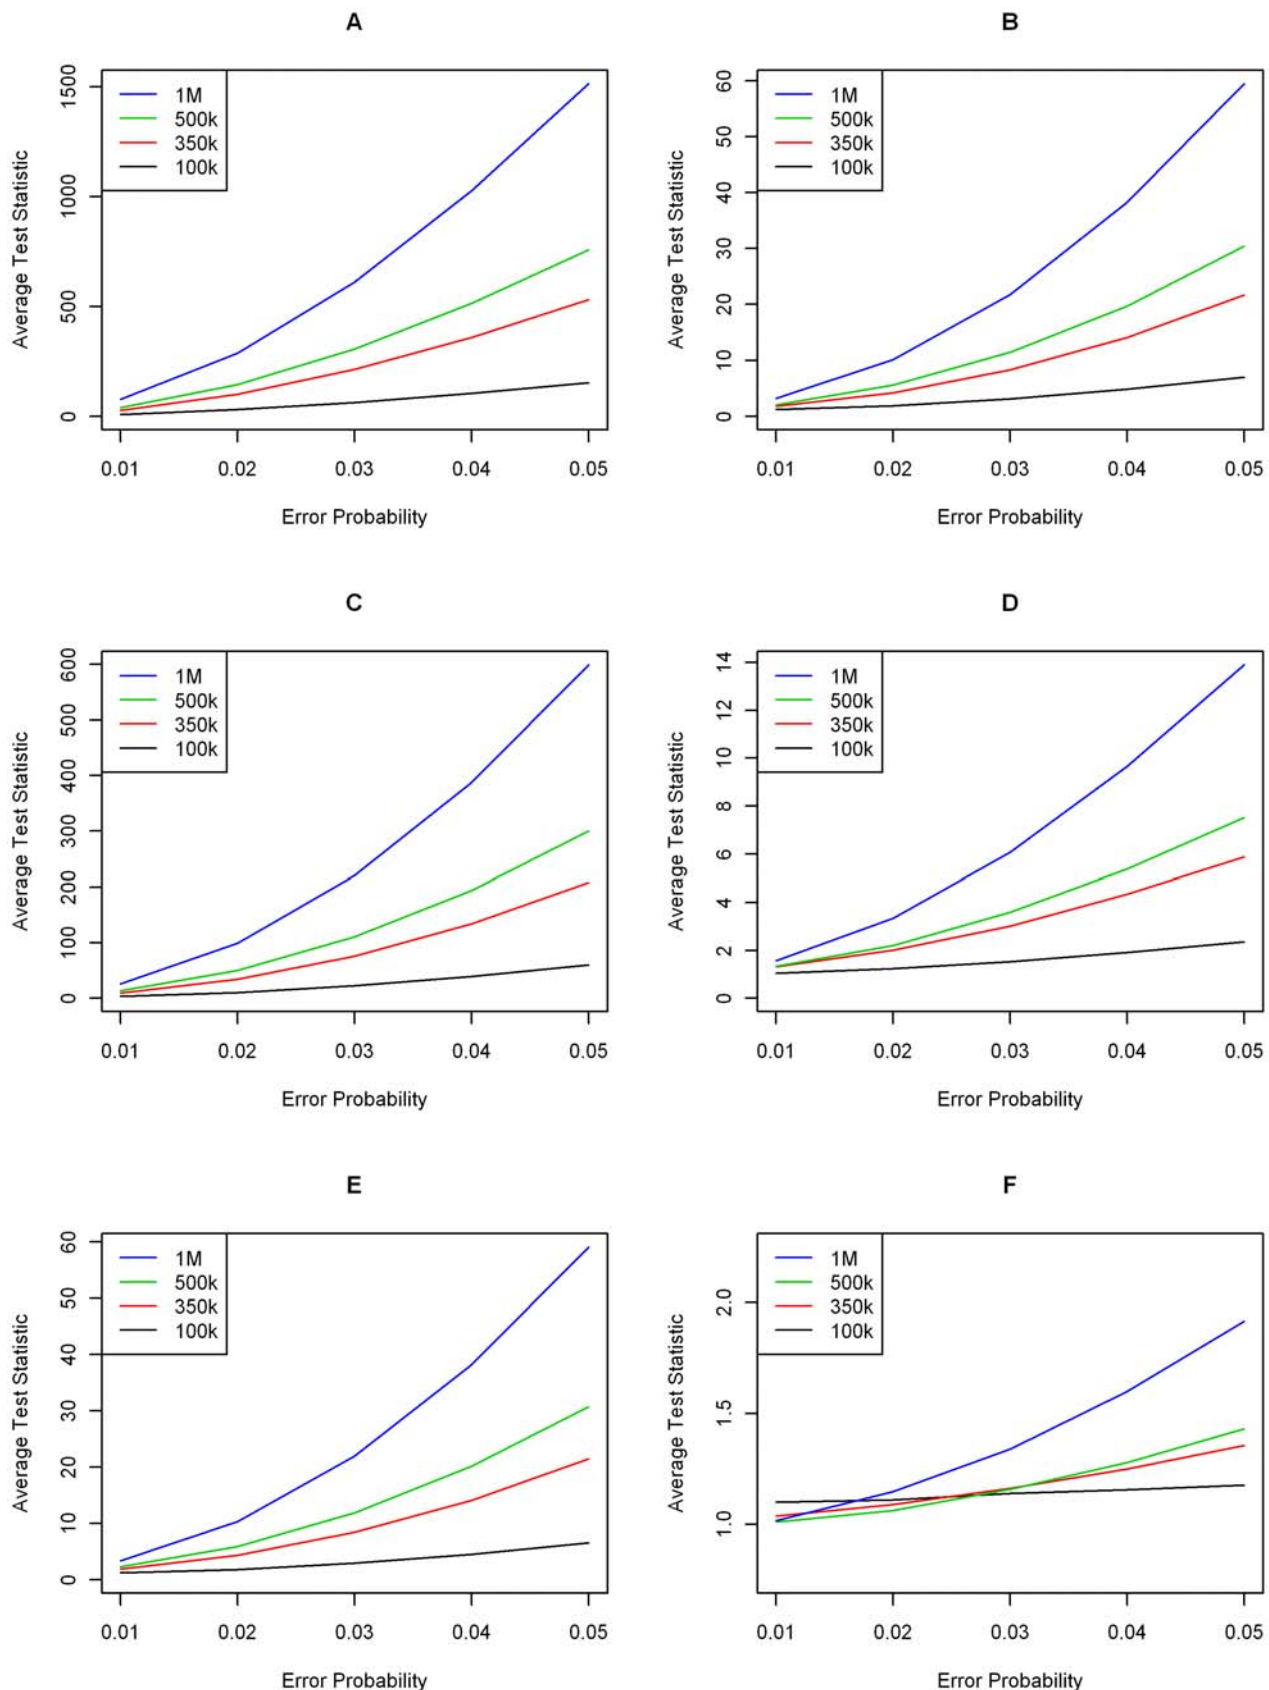 A
1M
500k
350k
100k
0
500
1000
1500
Average Test Statistic
0.01 0.02 0.03 0.04 0.05
Error Probability
B
1M
500k
350k
100k
0
10
20
30
40
50
60
Average Test Statistic
0.01 0.02 0.03 0.04 0.05
Error Probability
C
1M
500k
350k
100k
0
100
200
300
400
500
600
Average Test Statistic
0.01 0.02 0.03 0.04 0.05
Error Probability
D
1M
500k
350k
100k
0
2
4
6
8
10
12
14
Average Test Statistic
0.01 0.02 0.03 0.04 0.05
Error Probability
E
1M
500k
350k
100k
0
10
20
30
40
50
60
Average Test Statistic
0.01 0.02 0.03 0.04 0.05
Error Probability
F
1M
500k
350k
100k
1.0
1.5
2.0
Average Test Statistic
0.01 0.02 0.03 0.04 0.05
Error Probability